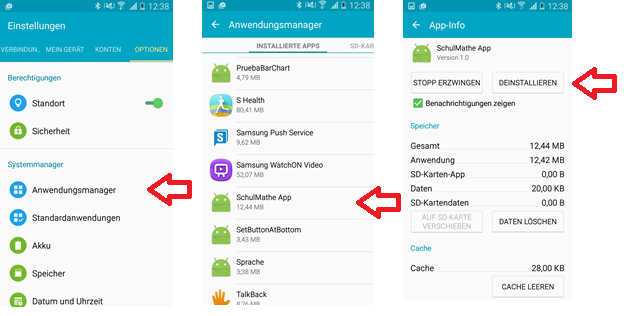 12:38
Einstellungen
VERBINDUN.. MEIN GERÄT KONTEN OPTIONEN
Berechtigungen
Standort
Sicherheit
Systemmanager
Anwendungsmanager
Standardanwendungen
Akku
Speicher
Datum und Uhrzeit
12:38
Anwendungsmanager
INSTALLIERTE APPS SD-KAR
PruebaBarChart
4,79 MB
S Health
80,41 MB
Samsung Push Service
9,62 MB
Samsung WatchON Video
52,07 MB
SchulMathe App
12,44 MB
SetButtonAtBottom
3,43 MB
Sprache
3,38 MB
TalkBack
8,26 MB
12:38
App-Info
SchulMathe App
Version 1.0
STOPP ERZWINGEN DEINSTALLIEREN
Benachrichtigungen zeigen
Speicher
Gesamt 12,44 MB
Anwendung 12,42 MB
SD-Karten-App 0,00 B
Daten 20,00 KB
SD-Kartendaten 0,00 B
AUF SD-KARTE
VERSCHIEBEN
DATEN LÖSCHEN
Cache
Cache 28,00 KB
CACHE LEEREN